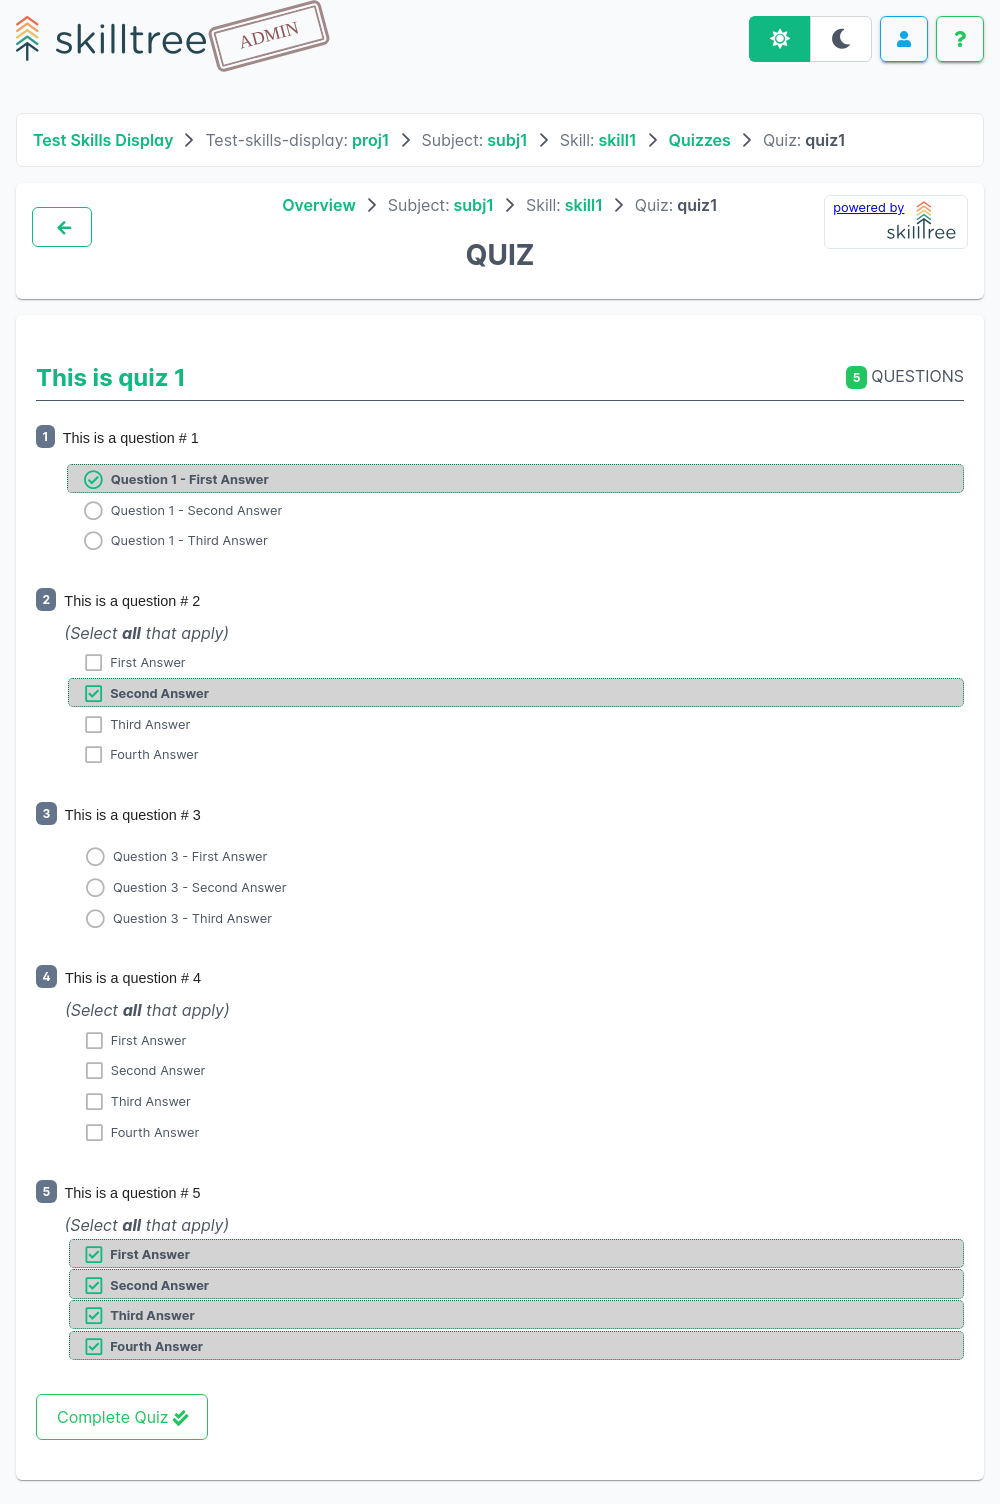 skilltree
ADMIN
?
Test Skills Display > Test-skills-display: proj1 > Subject: subj1 > Skill: skill1 > Quizzes > Quiz: quiz1
Overview > Subject: subj1 > Skill: skill1 > Quiz: quiz1
powered by
skilltree
QUIZ
This is quiz 1
5 QUESTIONS
1 This is a question # 1
Question 1 - First Answer
Question 1 - Second Answer
Question 1 - Third Answer
2 This is a question # 2
(Select all that apply)
First Answer
Second Answer
Third Answer
Fourth Answer
3 This is a question # 3
Question 3 - First Answer
Question 3 - Second Answer
Question 3 - Third Answer
4 This is a question # 4
(Select all that apply)
First Answer
Second Answer
Third Answer
Fourth Answer
5 This is a question # 5
(Select all that apply)
First Answer
Second Answer
Third Answer
Fourth Answer
Complete Quiz